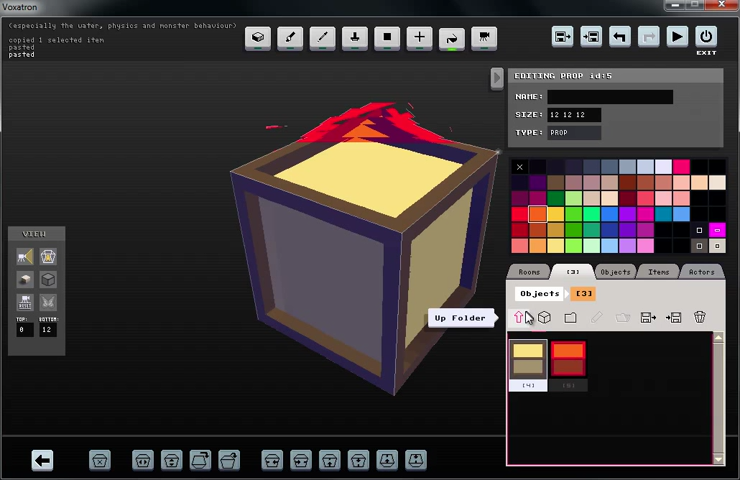 Voxatron
(especially the water, physics and monster behaviour)
copied 1 selected item
pasted
pasted
EXIT
EDITING PROP id:5
NAME:
SIZE: 12 12 12
TYPE: PROP
VIEW
TOP: BOTTOM:
0 12
Rooms [3] Objects Items Actors
Objects [3]
Up Folder
[4] [5]